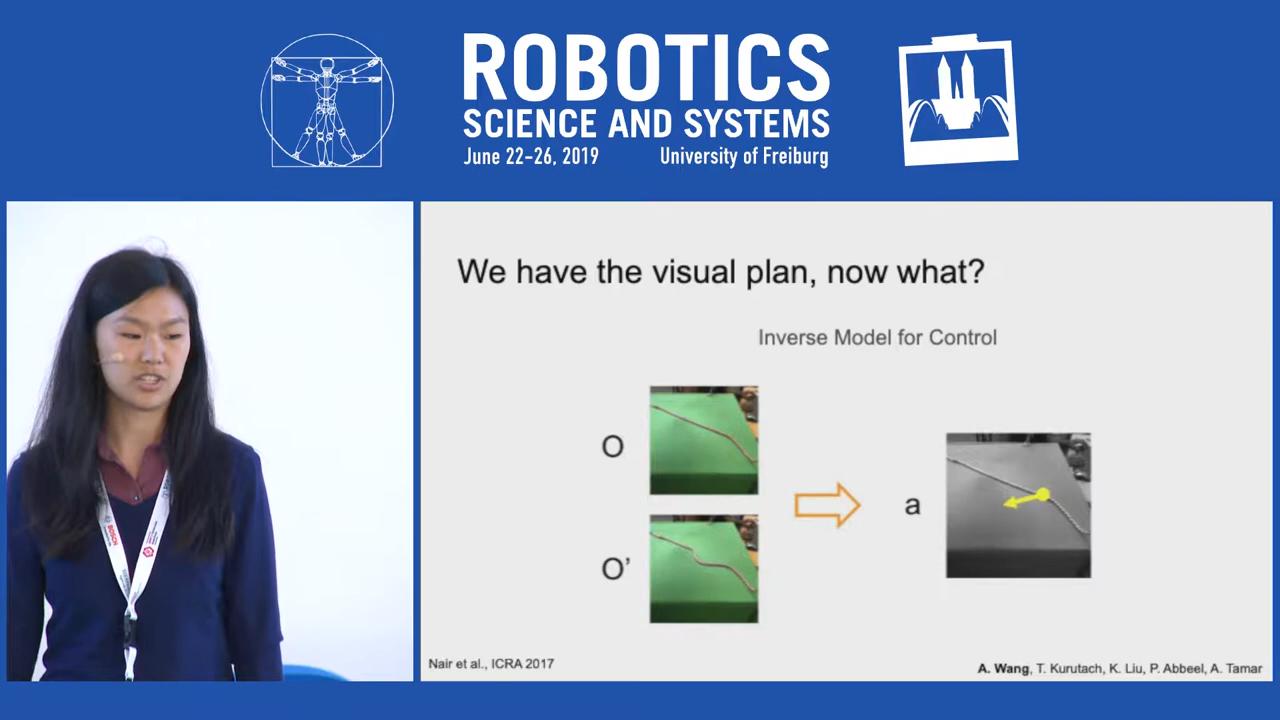 ROBOTICS
SCIENCE AND SYSTEMS
June 22-26, 2019 University of Freiburg
We have the visual plan, now what?
Inverse Model for Control
O
a
O'
BOSCH
Nair et al., ICRA 2017
A. Wang, T. Kurutach, K. Liu, P. Abbeel, A. Tamar